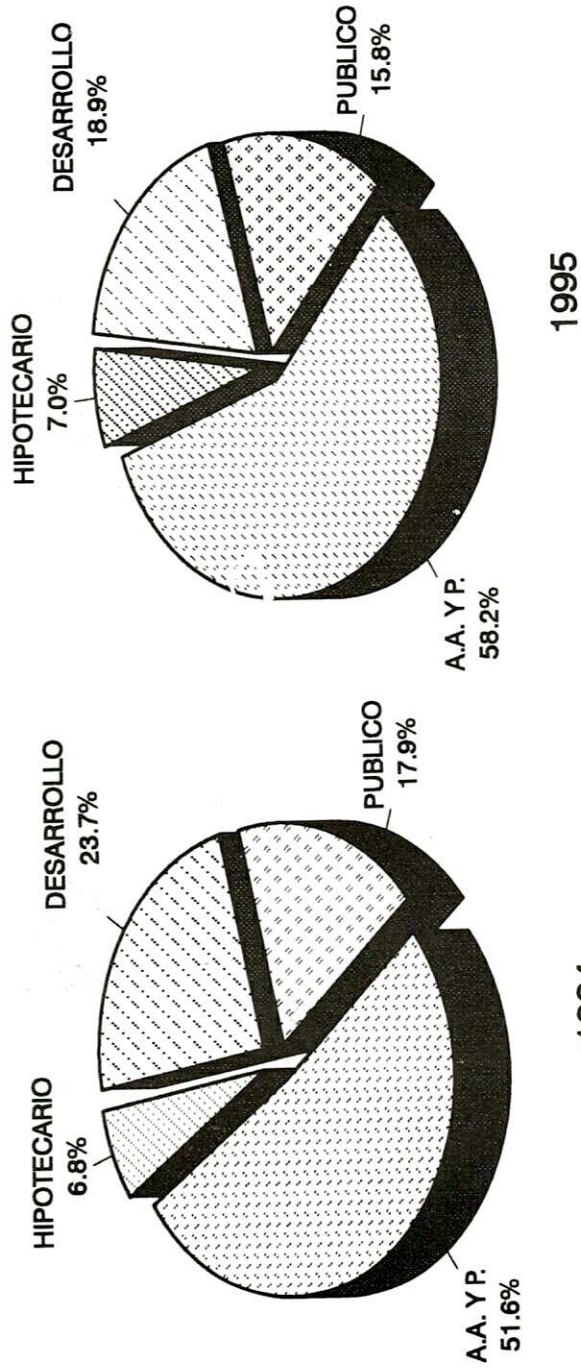 HIPOTECARIO
6.8%
DESARROLLO
23.7%
PUBLICO
17.9%
A.A. Y P.
51.6%
HIPOTECARIO
7.0%
DESARROLLO
18.9%
PUBLICO
15.8%
A.A. Y P.
58.2%
1995